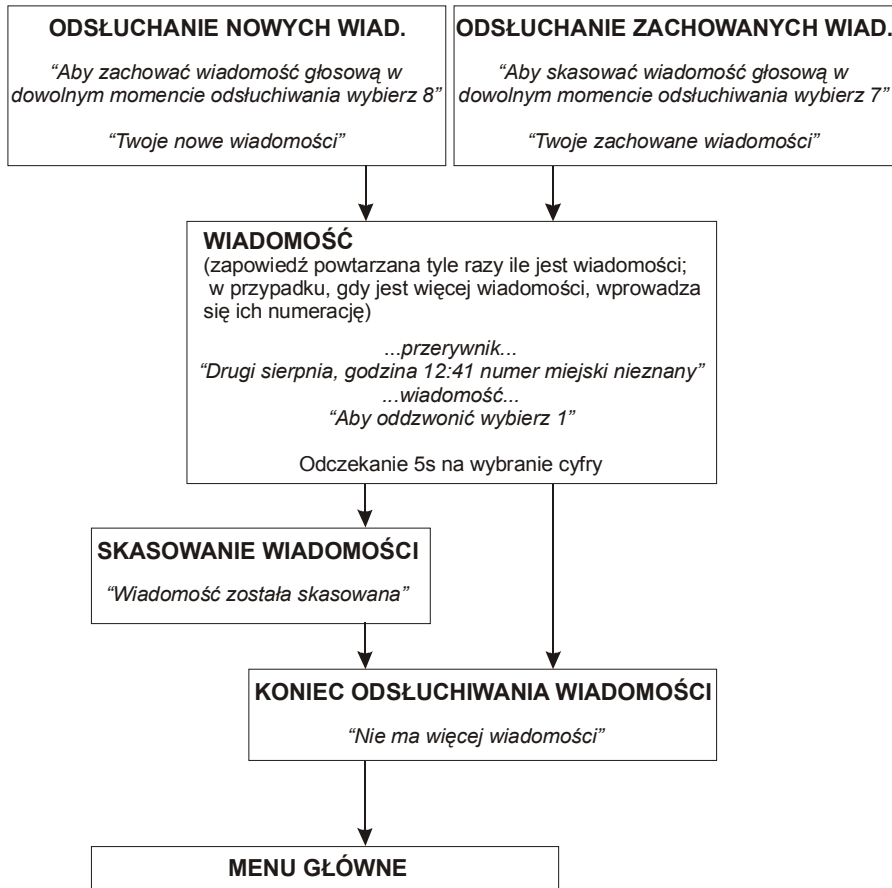 ODSŁUCHANIE NOWYCH WIAD.
“Aby zachować wiadomość głosową w
dowolnym momencie odsłuchiwania wybierz 8”
“Twoje nowe wiadomości”
ODSŁUCHANIE ZACHOWANYCH WIAD.
“Aby skasować wiadomość głosową w
dowolnym momencie odsłuchiwania wybierz 7”
“Twoje zachowane wiadomości”
WIADOMOŚĆ
(zapowiedź powtarzana tyle razy ile jest wiadomości;
w przypadku, gdy jest więcej wiadomości, wprowadza
się ich numerację)
...przerywnik...
“Drugi sierpnia, godzina 12:41 numer miejski nieznany”
...wiadomość...
“Aby oddzwonić wybierz 1”
Odczekanie 5s na wybranie cyfry
SKASOWANIE WIADOMOŚCI
“Wiadomość została skasowana”
KONIEC ODSŁUCHIWANIA WIADOMOŚCI
“Nie ma więcej wiadomości”
MENU GŁÓWNE